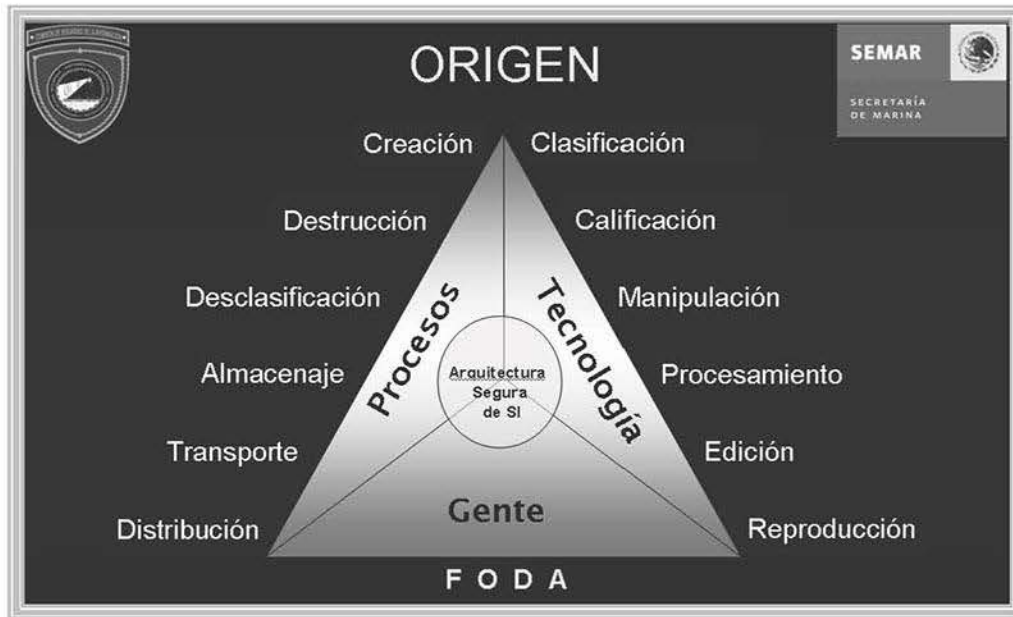 ORIGEN
SEMAR
SECRETARÍA
DE MARINA
Creación
Clasificación
Destrucción
Calificación
Desclasificación
Manipulación
Almacenaje
Procesamiento
Transporte
Edición
Distribución
Reproducción
Procesos
Tecnología
Arquitectura
Segura
de SI
Gente
F O D A